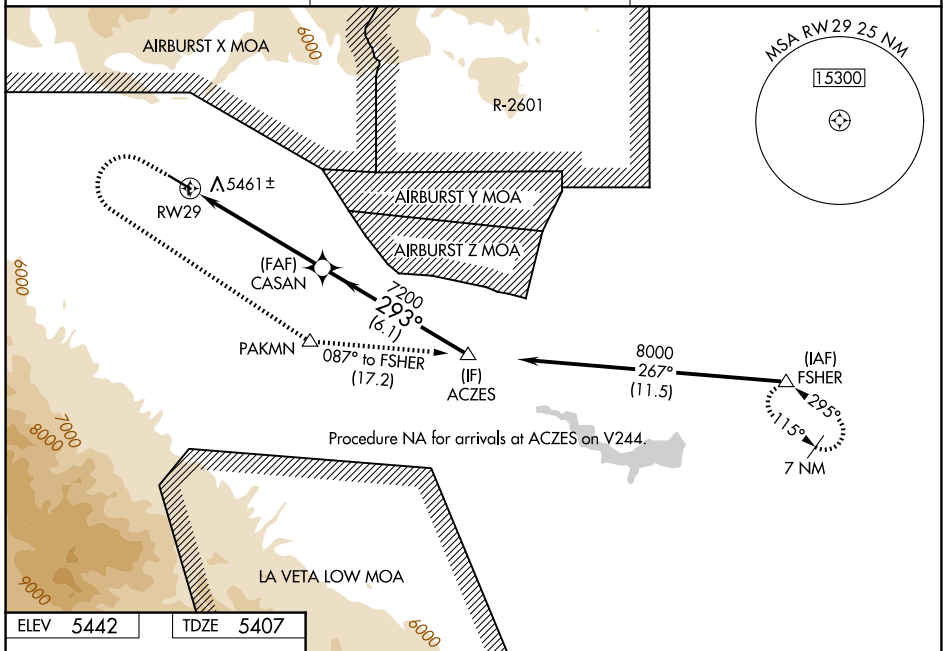 AIRBURST X MOA
6000
MSA RW29 25 NM
15300
R-2601
5461±
RW29
AIRBURST Y MOA
AIRBURST Z MOA
(FAF)
CASAN
7200
293°
(6.1)
6000
PAKMN
087° to FSHER
(17.2)
(IF)
ACZES
8000
267°
(11.5)
(IAF)
FSHER
295°
115°
7 NM
7000
8000
Procedure NA for arrivals at ACZES on V244.
LA VETA LOW MOA
9000
6000
ELEV 5442
TDZE 5407